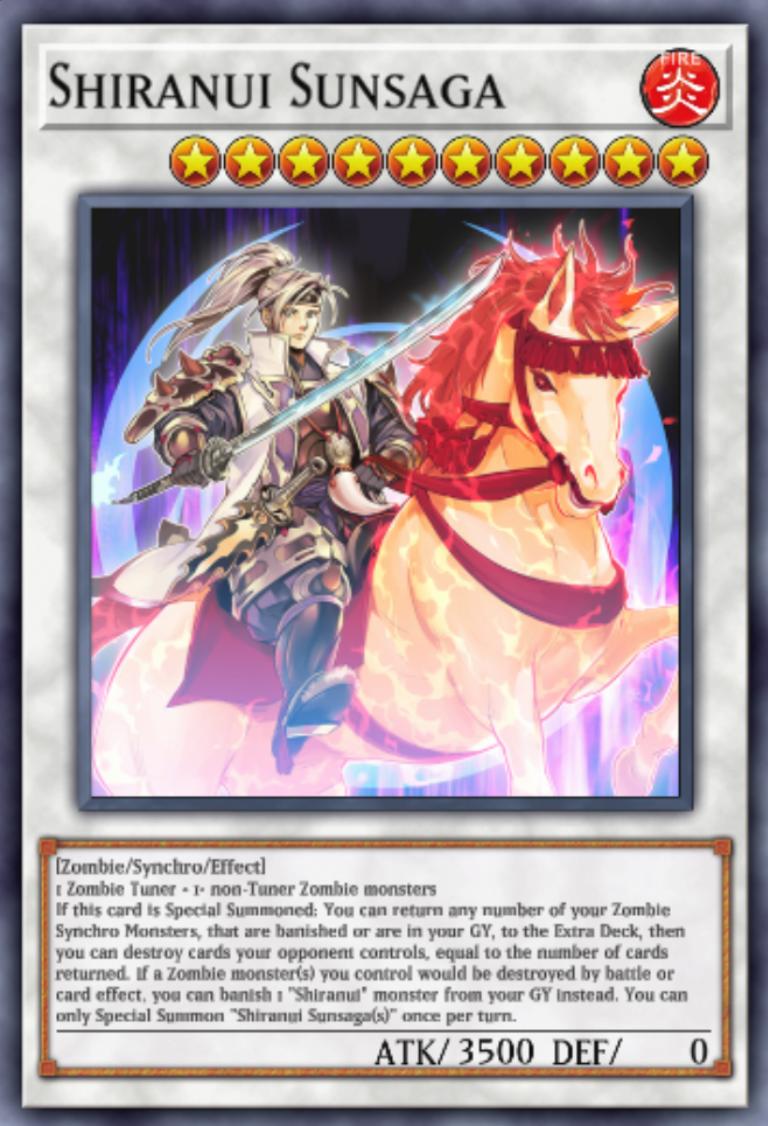 SHIRANUI SUNSAGA
FIRE
炎
[Zombie/Synchro/Effect]
1 Zombie Tuner + 1+ non-Tuner Zombie monsters
If this card is Special Summoned: You can return any number of your Zombie
Synchro Monsters, that are banished or are in your GY, to the Extra Deck, then
you can destroy cards your opponent controls, equal to the number of cards
returned. If a Zombie monster(s) you control would be destroyed by battle or
card effect, you can banish 1 "Shiranui" monster from your GY instead. You can
only Special Summon "Shiranui Sunsaga(s)" once per turn.
ATK/ 3500 DEF/ 0